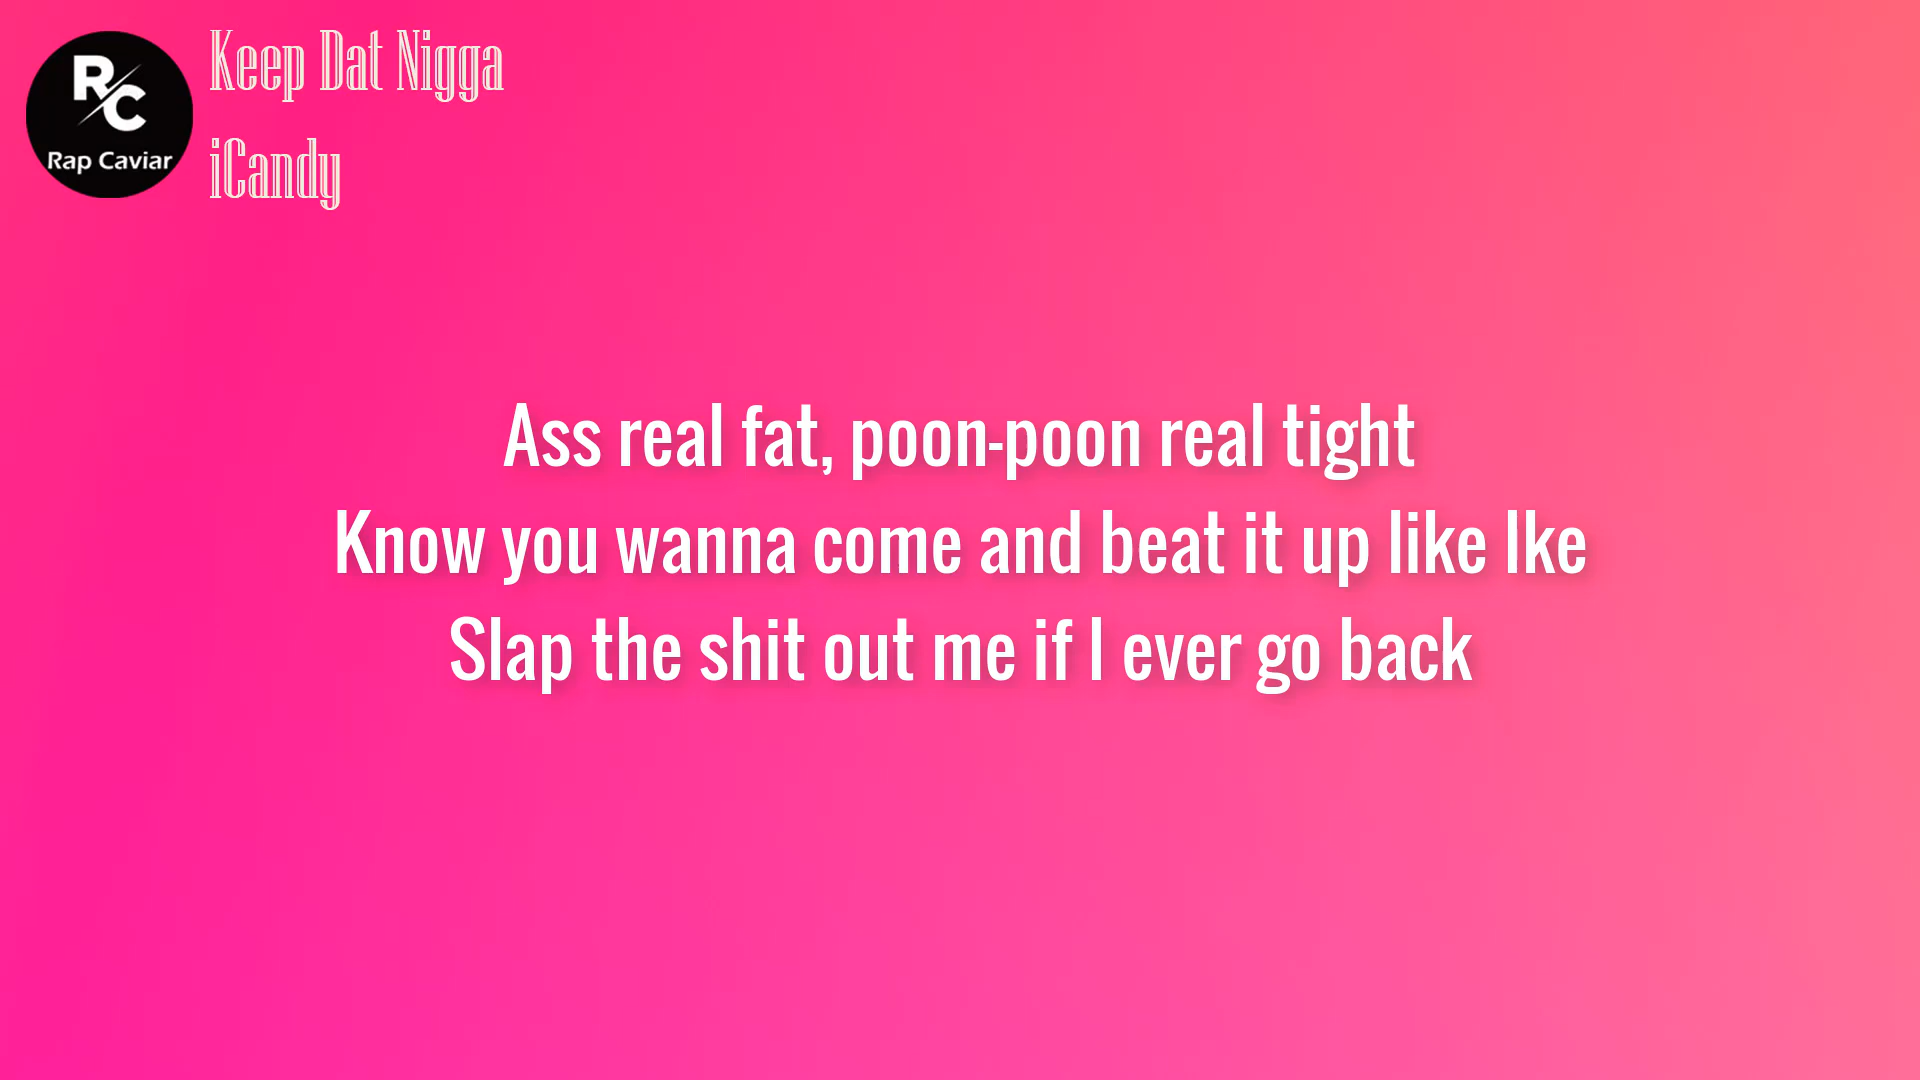 R/C
Rap Caviar
Keep Dat Nigga
iCandy
Ass real fat, poon-poon real tight
Know you wanna come and beat it up like Ike
Slap the shit out me if I ever go back